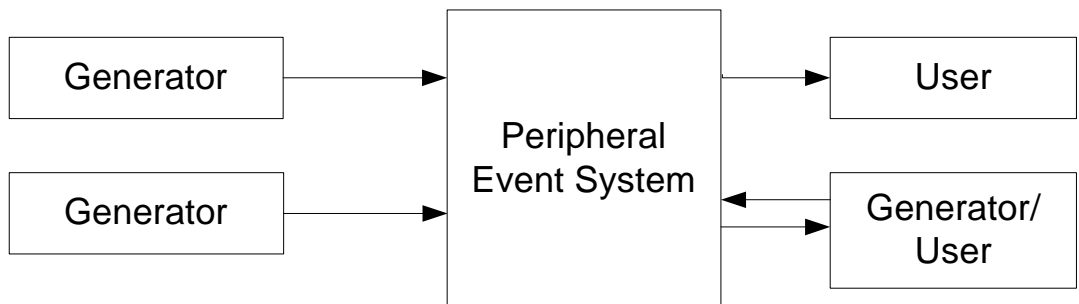 Generator
Generator
Peripheral
Event System
User
Generator/
User